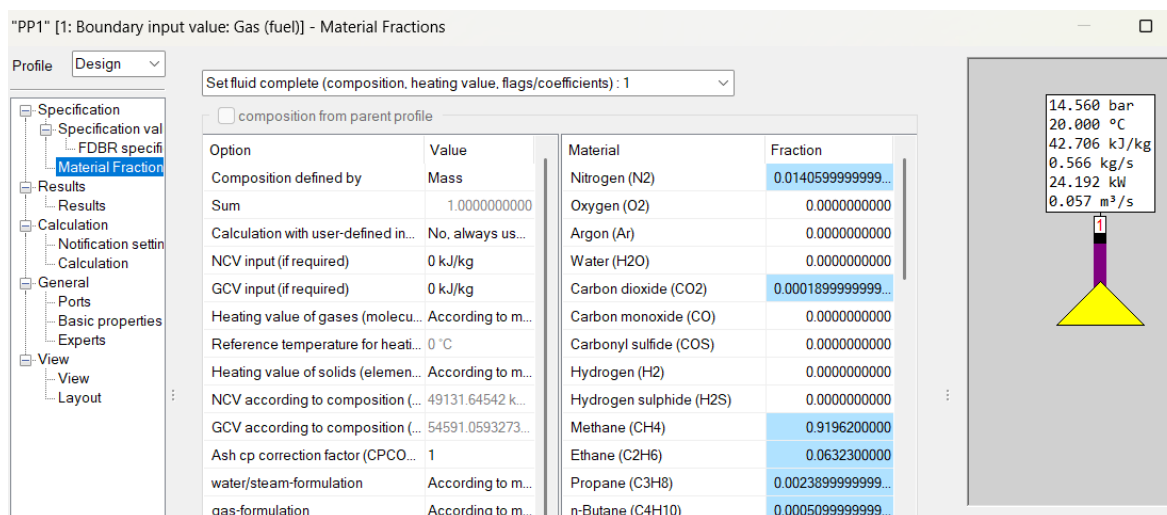 "PP1" [1: Boundary input value: Gas (fuel)] - Material Fractions
Profile Design
Specification
Specification val
FDBR specifi
Material Fraction
Results
Results
Calculation
Notification settin
Calculation
General
Ports
Basic properties
Experts
View
View
Layout
Set fluid complete (composition, heating value, flags/coefficients) : 1
composition from parent profile
Option Value
Composition defined by Mass
Sum 1.0000000000
Calculation with user-defined in... No, always us...
NCV input (if required) 0 kJ/kg
GCV input (if required) 0 kJ/kg
Heating value of gases (molecu... According to m...
Reference temperature for heati... 0 °C
Heating value of solids (elemen... According to m...
NCV according to composition (... 49131.64542 k...
GCV according to composition (... 54591.0593273...
Ash cp correction factor (CPCO... 1
water/steam-formulation According to m...
gas-formulation According to m...
Material Fraction
Nitrogen (N2) 0.0140599999999...
Oxygen (O2) 0.0000000000
Argon (Ar) 0.0000000000
Water (H2O) 0.0000000000
Carbon dioxide (CO2) 0.0001899999999...
Carbon monoxide (CO) 0.0000000000
Carbonyl sulfide (COS) 0.0000000000
Hydrogen (H2) 0.0000000000
Hydrogen sulphide (H2S) 0.0000000000
Methane (CH4) 0.9196200000
Ethane (C2H6) 0.0632300000
Propane (C3H8) 0.0023899999999...
n-Butane (C4H10) 0.0005099999999...
14.560 bar
20.000 °C
42.706 kJ/kg
0.566 kg/s
24.192 kW
0.057 m³/s
1